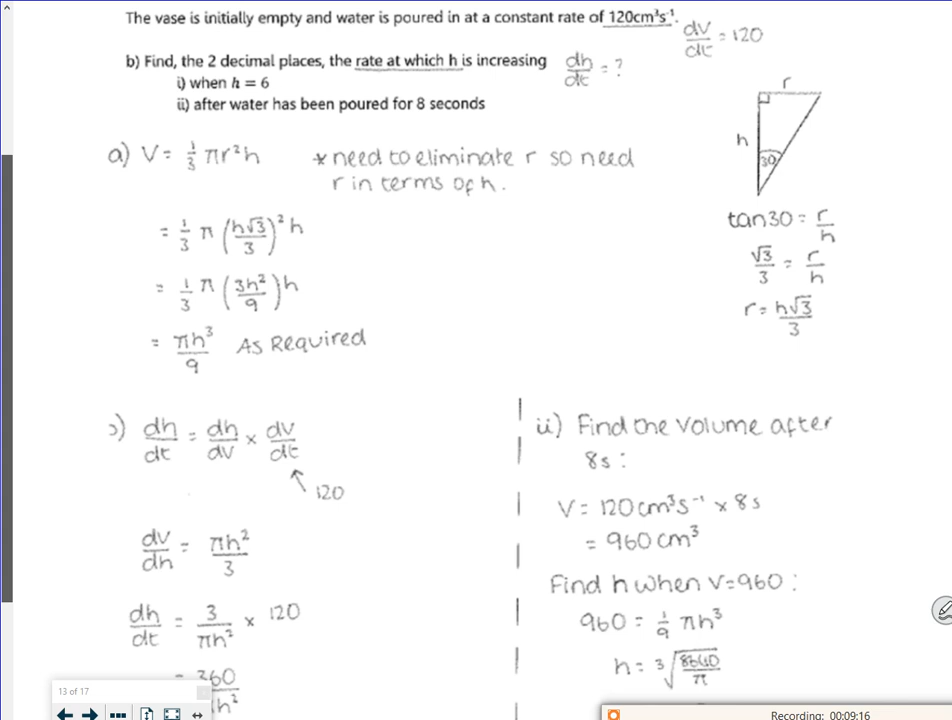 The vase is initially empty and water is poured in at a constant rate of 120cm³s⁻¹.
dv/dt = 120
b) Find, the 2 decimal places, the rate at which h is increasing
dh/dt = ?
i) when h = 6
ii) after water has been poured for 8 seconds
r
h
30
tan30 = r/h
√3/3 = r/h
r = h√3/3
a) V = 1/3 πr²h
* need to eliminate r so need
r in terms of h.
= 1/3 π (h√3/3)² h
= 1/3 π (3h²/9) h
= πh³/9 As Required
) dh/dt = dh/dv × dv/dt
↑ 120
dv/dh = πh²/3
dh/dt = 3/πh² × 120
= 360/h²
ii) Find the volume after
8s:
V = 120cm³s⁻¹ × 8s
= 960cm³
Find h when V=960:
960 = 1/9 πh³
h = ³√(8640/π)
13 of 17
Recording: 00:09:16